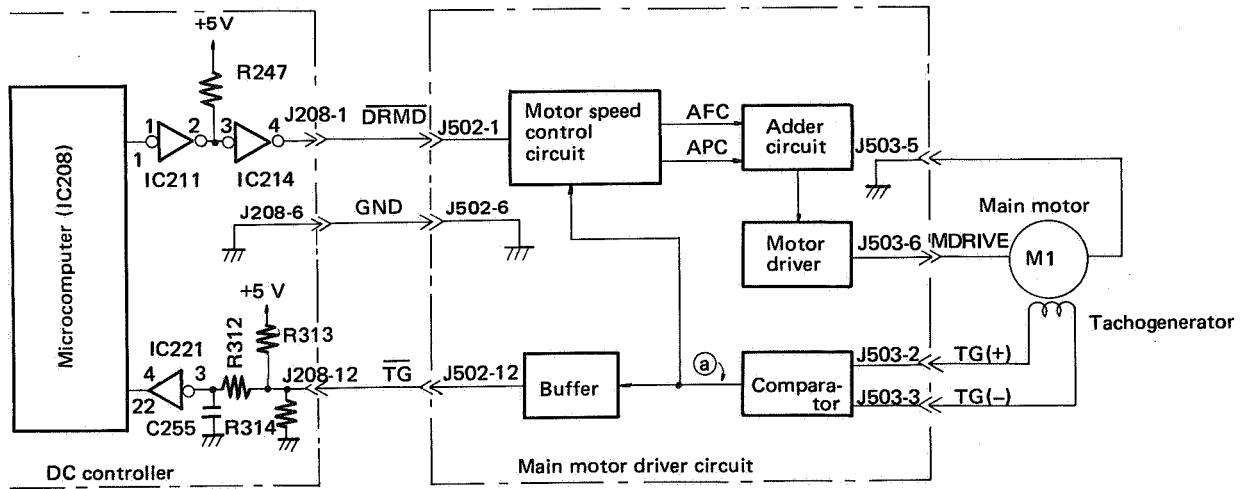 +5V
R247
Microcomputer (IC208)
1
1
2
3
4
IC211
IC214
J208-1
DRMD
J502-1
Motor speed
control
circuit
AFC
APC
Adder
circuit
J503-5
J208-6
GND
J502-6
Main motor
Motor
driver
J503-6
MDRIVE
M1
+5 V
R313
R312
IC221
4
3
22
C255
R314
J208-12
TG
J502-12
Buffer
a
Compara-
tor
J503-2
TG(+)
J503-3
TG(−)
Tachogenerator
DC controller
Main motor driver circuit